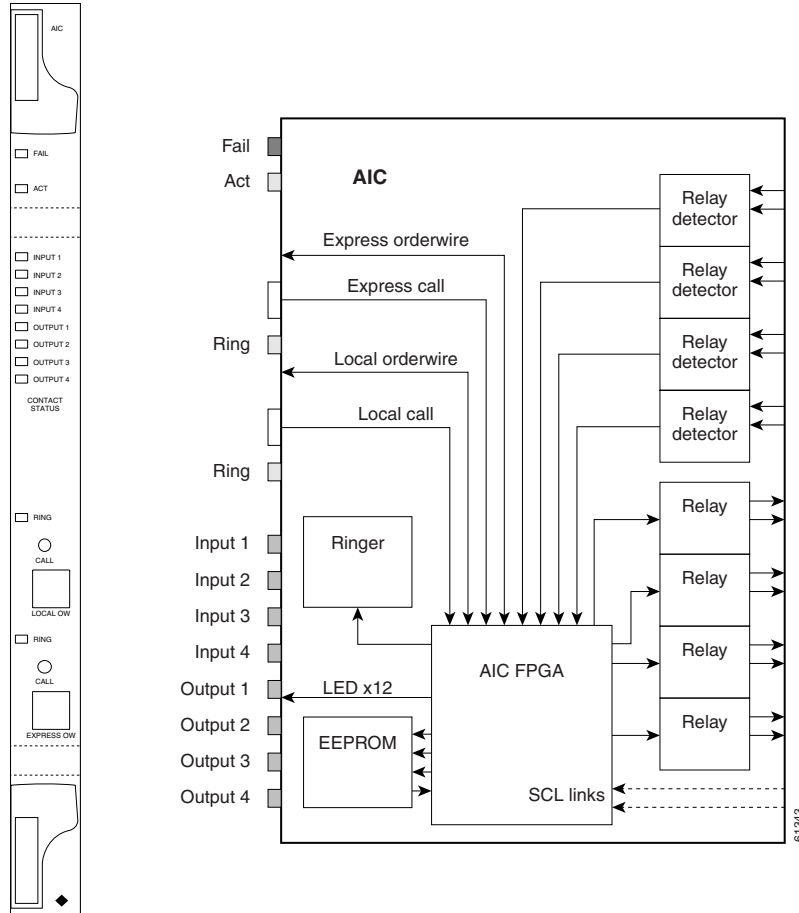 AIC
FAIL
ACT
INPUT 1
INPUT 2
INPUT 3
INPUT 4
OUTPUT 1
OUTPUT 2
OUTPUT 3
OUTPUT 4
CONTACT
STATUS
RING
CALL
LOCAL OW
RING
CALL
EXPRESS OW
Fail
Act
AIC
Express orderwire
Express call
Ring
Local orderwire
Local call
Ring
Input 1
Input 2
Input 3
Input 4
Output 1
Output 2
Output 3
Output 4
Ringer
LED x12
EEPROM
AIC FPGA
SCL links
Relay
detector
Relay
detector
Relay
detector
Relay
detector
Relay
Relay
Relay
Relay
61343